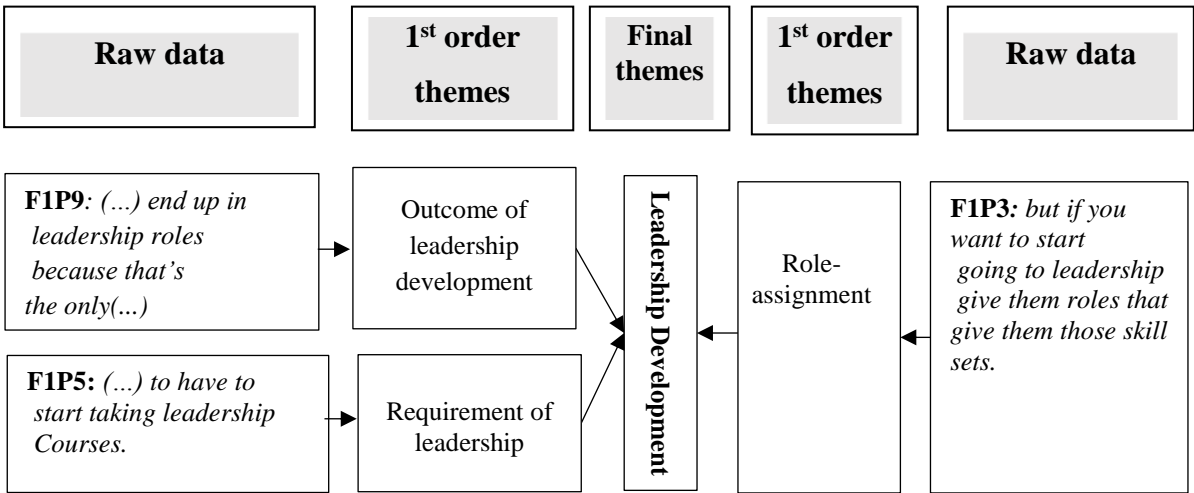 Raw data
1st order
themes
Final
themes
1st order
themes
Raw data
F1P9: (...) end up in
leadership roles
because that's
the only(...)
Outcome of
leadership
development
Leadership Development
Role-
assignment
F1P3: but if you
want to start
going to leadership
give them roles that
give them those skill
sets.
F1P5: (...) to have to
start taking leadership
Courses.
Requirement of
leadership